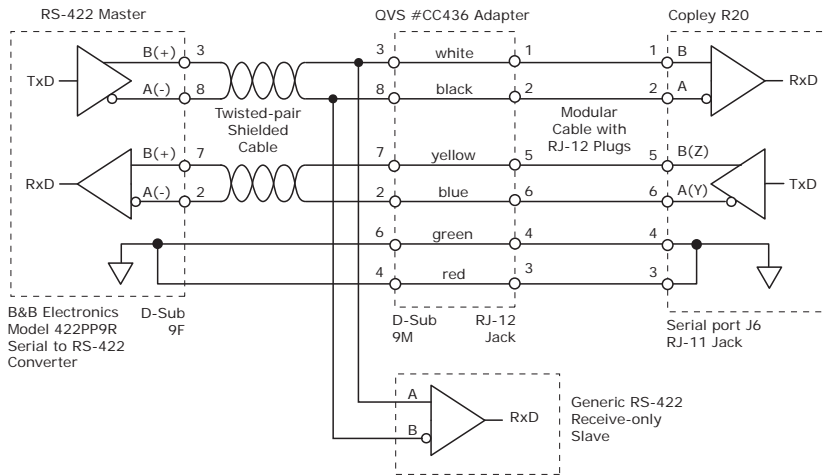 RS-422 Master
QVS #CC436 Adapter
Copley R20
TxD
B(+)
3
3
white
1
1
B
RxD
A(-)
8
8
black
2
2
A
Twisted-pair
Shielded
Cable
Modular
Cable with
RJ-12 Plugs
RxD
B(+)
7
7
yellow
5
5
B(Z)
TxD
A(-)
2
2
blue
6
6
A(Y)
6
green
4
4
4
red
3
3
B&B Electronics
Model 422PP9R
Serial to RS-422
Converter
D-Sub
9F
D-Sub
9M
RJ-12
Jack
Serial port J6
RJ-11 Jack
A
B
RxD
Generic RS-422
Receive-only
Slave